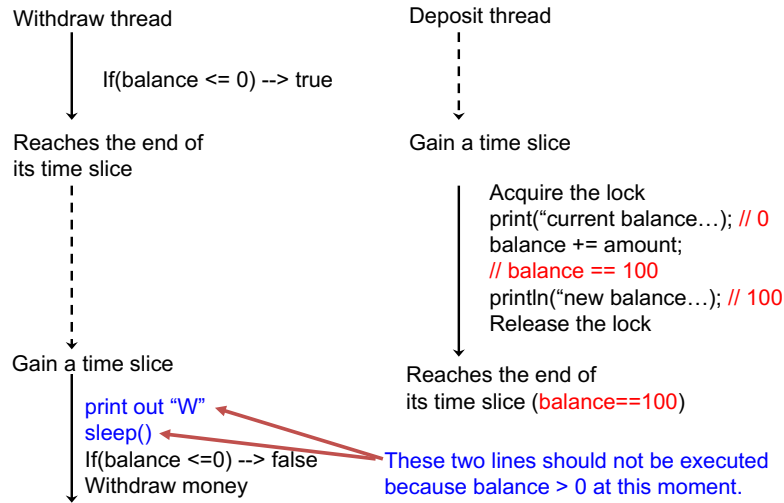 Withdraw thread
If(balance <= 0) --> true
Reaches the end of
its time slice
Gain a time slice
print out “W”
sleep()
If(balance <=0) --> false
Withdraw money
Deposit thread
Gain a time slice
Acquire the lock
print(“current balance…); // 0
balance += amount;
// balance == 100
println(“new balance…); // 100
Release the lock
Reaches the end of
its time slice (balance==100)
These two lines should not be executed
because balance > 0 at this moment.